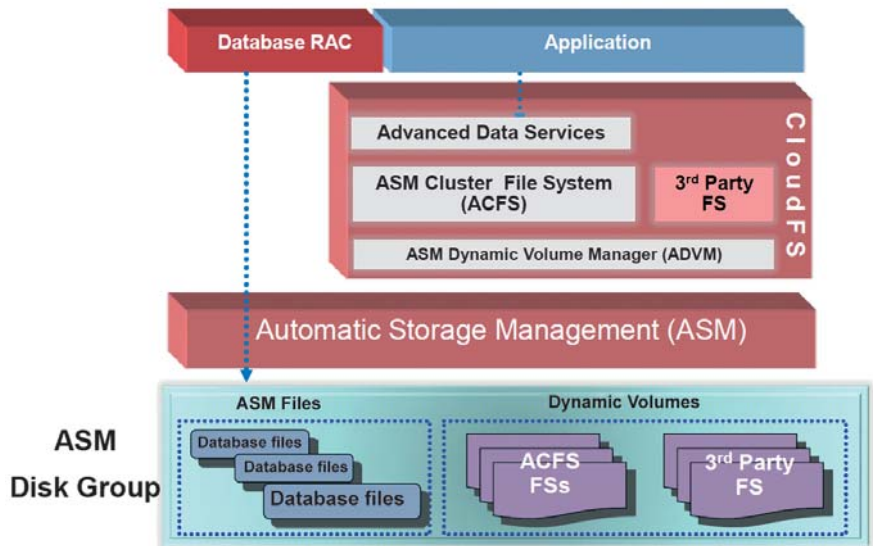 Database RAC
Application
Advanced Data Services
ASM Cluster File System
(ACFS)
3rd Party
FS
ASM Dynamic Volume Manager (ADVM)
CloudFS
Automatic Storage Management (ASM)
ASM
Disk Group
ASM Files
Dynamic Volumes
Database files
Database files
Database files
ACFS
FSs
3rd Party
FS